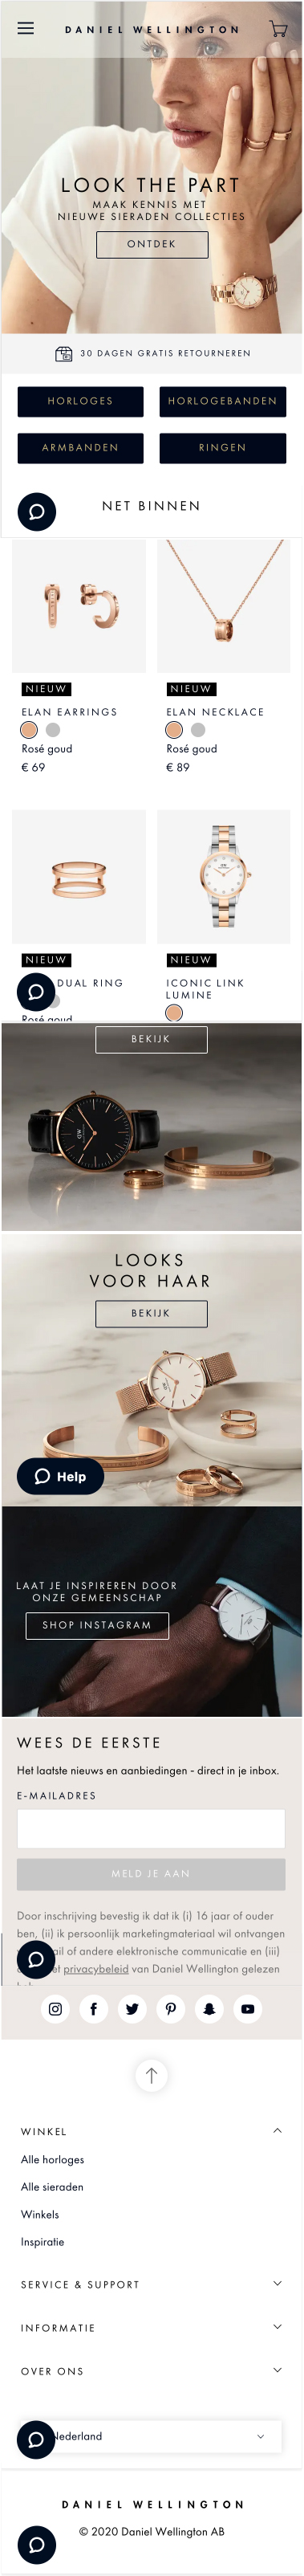 DANIEL WELLINGTON
LOOK THE PART
MAAK KENNIS MET
NIEUWE SIERADEN COLLECTIES
ONTDEK
30 DAGEN GRATIS RETOURNEREN
HORLOGES
HORLOGEBANDEN
ARMBANDEN
RINGEN
NET BINNEN
NIEUW
NIEUW
ELAN EARRINGS
ELAN NECKLACE
Rosé goud
Rosé goud
€ 69
€ 89
NIEUW
NIEUW
DUAL RING
ICONIC LINK
LUMINE
Rosé goud
BEKIJK
LOOKS
VOOR HAAR
BEKIJK
Help
LAAT JE INSPIREREN DOOR
ONZE GEMEENSCHAP
SHOP INSTAGRAM
WEES DE EERSTE
Het laatste nieuws en aanbiedingen - direct in je inbox.
E-MAILADRES
MELD JE AAN
Door inschrijving bevestig ik dat ik (i) 16 jaar of ouder
ben, (ii) ik persoonlijk marketingmateriaal wil ontvangen
ail of andere elektronische communicatie en (iii)
et privacybeleid van Daniel Wellington gelezen
WINKEL
Alle horloges
Alle sieraden
Winkels
Inspiratie
SERVICE & SUPPORT
INFORMATIE
OVER ONS
Nederland
DANIEL WELLINGTON
© 2020 Daniel Wellington AB